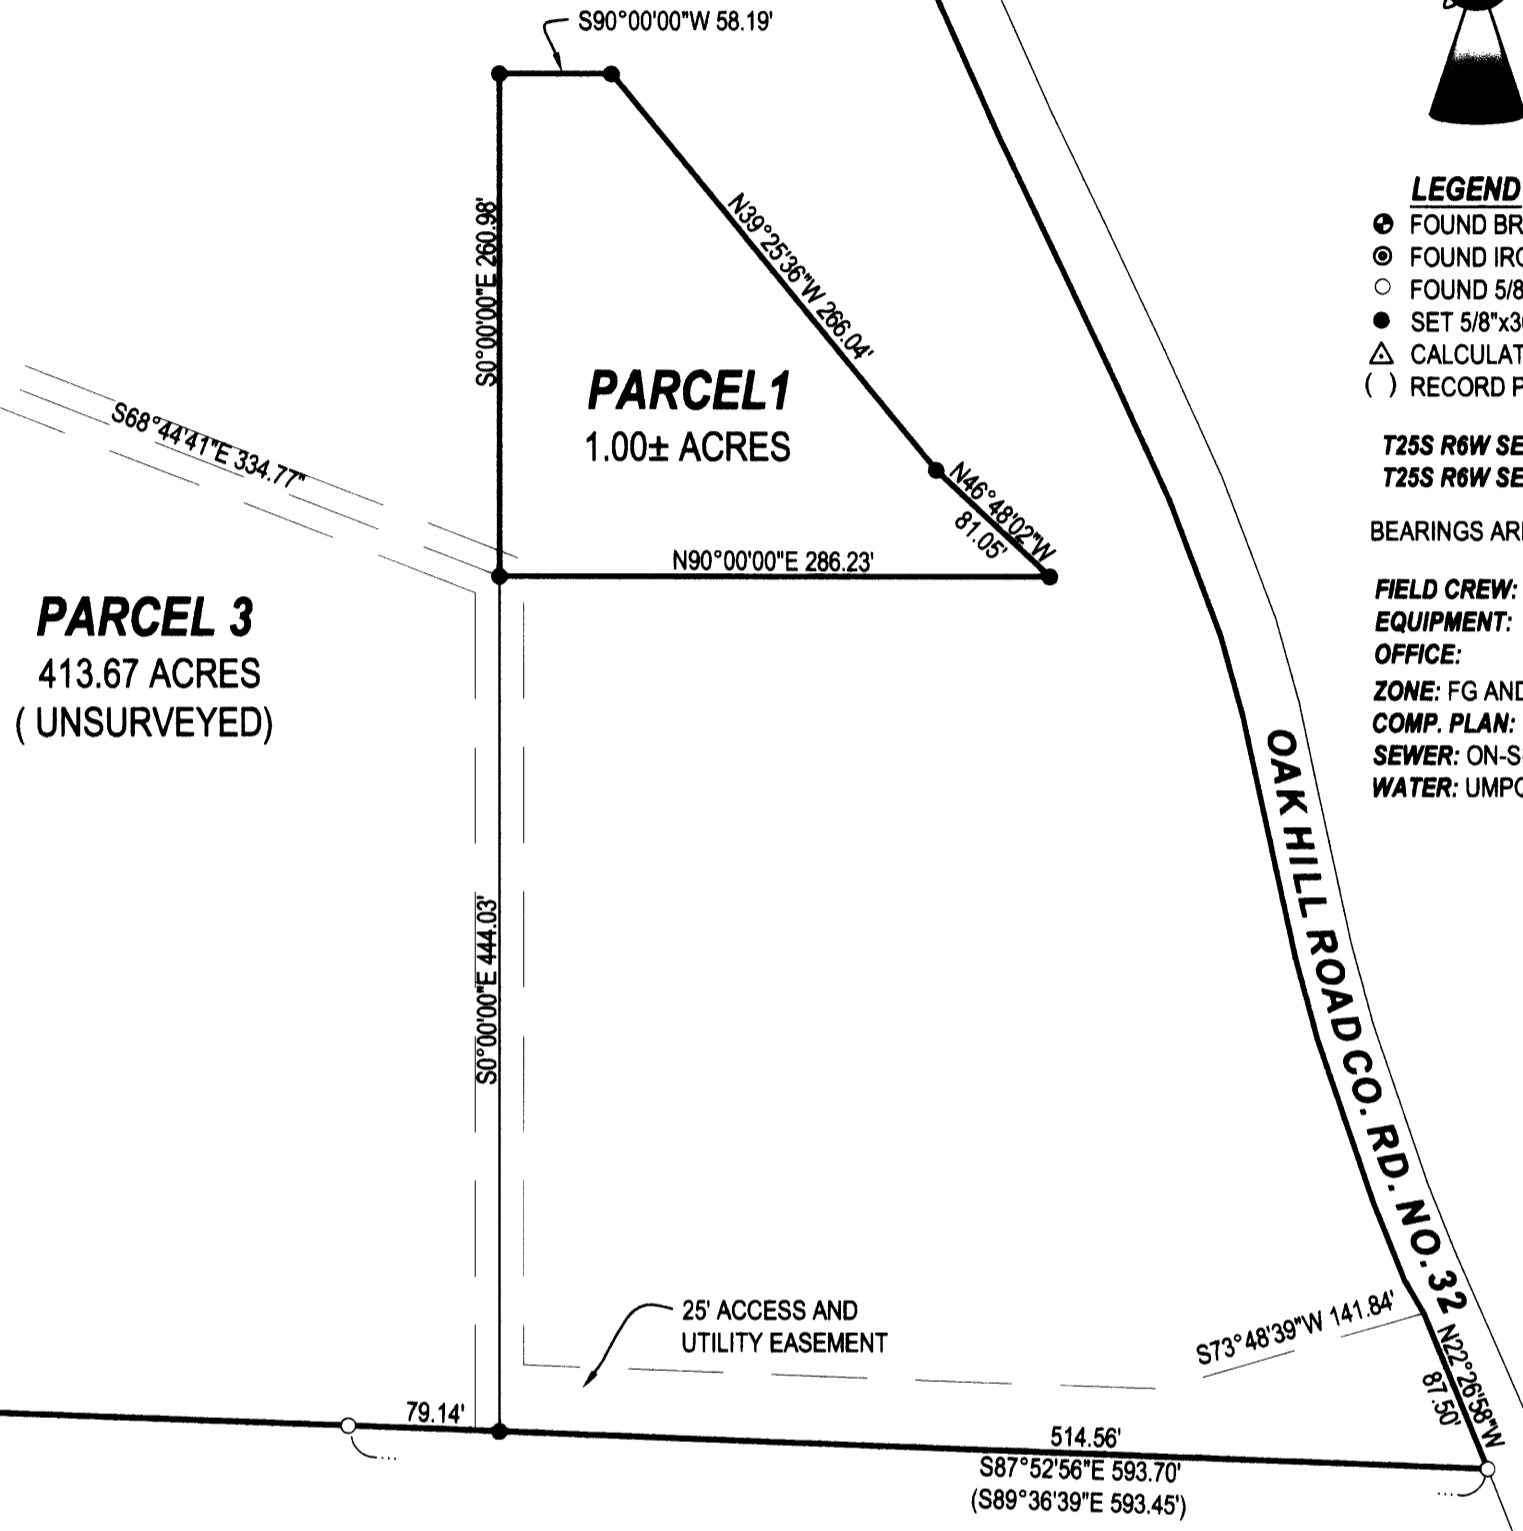 S90°00'00"W 58.19'
S0°00'00"E 260.98'
N39°25'36"W 266.04'
PARCEL 1
1.00± ACRES
N46°48'02"W
81.05'
N90°00'00"E 286.23'
S68°44'41"E 334.77"
PARCEL 3
413.67 ACRES
( UNSURVEYED)
S0°00'00"E 444.03'
LEGEND
FOUND BR
FOUND IRO
FOUND 5/8
SET 5/8"x3
CALCULAT
( ) RECORD P
T25S R6W SE
T25S R6W SE
BEARINGS ARE
FIELD CREW:
EQUIPMENT:
OFFICE:
ZONE: FG AND
COMP. PLAN:
SEWER: ON-S
WATER: UMPQ
OAK HILL ROAD CO. RD. NO. 32
25' ACCESS AND
UTILITY EASEMENT
S73°48'39"W 141.84'
N22°26'58"W
87.50'
79.14'
514.56'
S87°52'56"E 593.70'
(S89°36'39"E 593.45')